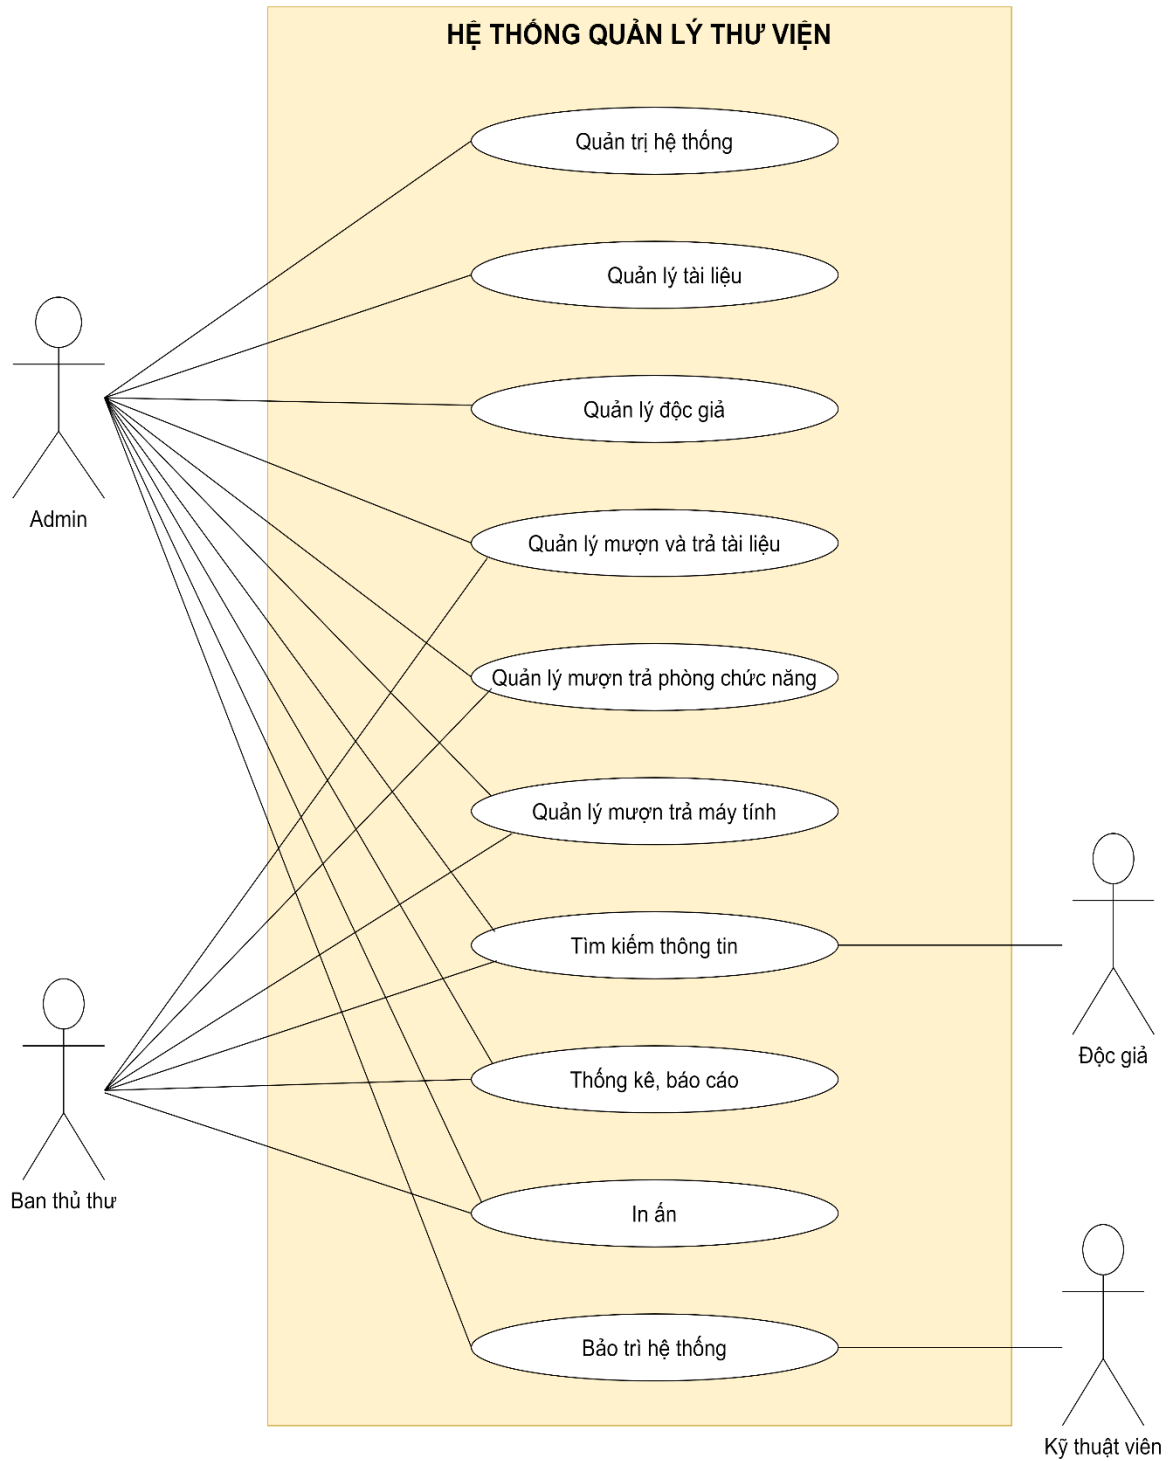 HỆ THỐNG QUẢN LÝ THƯ VIỆN
Quản trị hệ thống
Quản lý tài liệu
Quản lý độc giả
Admin
Quản lý mượn và trả tài liệu
Quản lý mượn trả phòng chức năng
Quản lý mượn trả máy tính
Tìm kiếm thông tin
Độc giả
Thống kê, báo cáo
Ban thủ thư
In ấn
Bảo trì hệ thống
Kỹ thuật viên